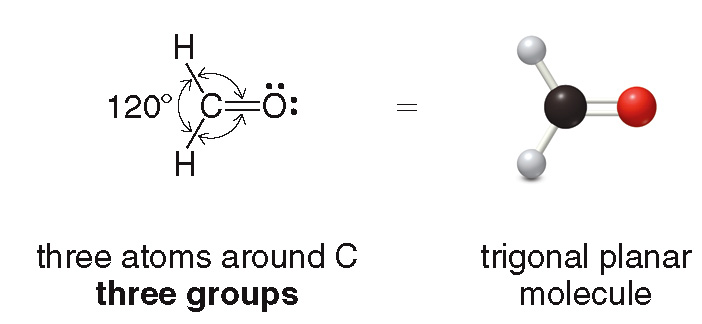 H
120° C=Ö:
H
=
three atoms around C
three groups
trigonal planar
molecule